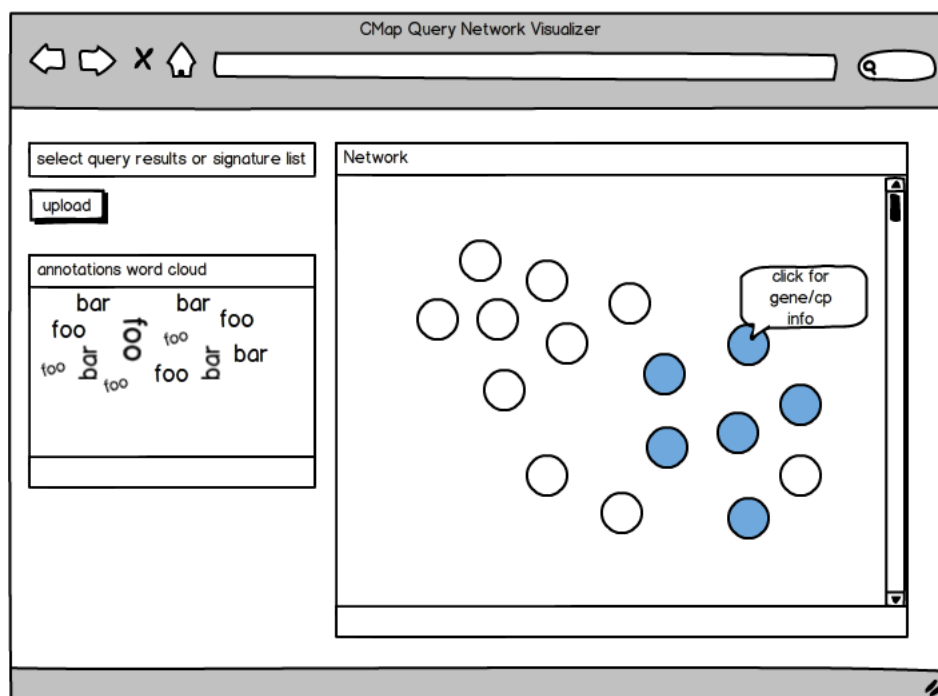 CMap Query Network Visualizer
select query results or signature list
upload
annotations word cloud
bar
bar
foo
foo
foo
foo
bar
bar
bar
foo
foo
foo
Network
click for
gene/cp
info